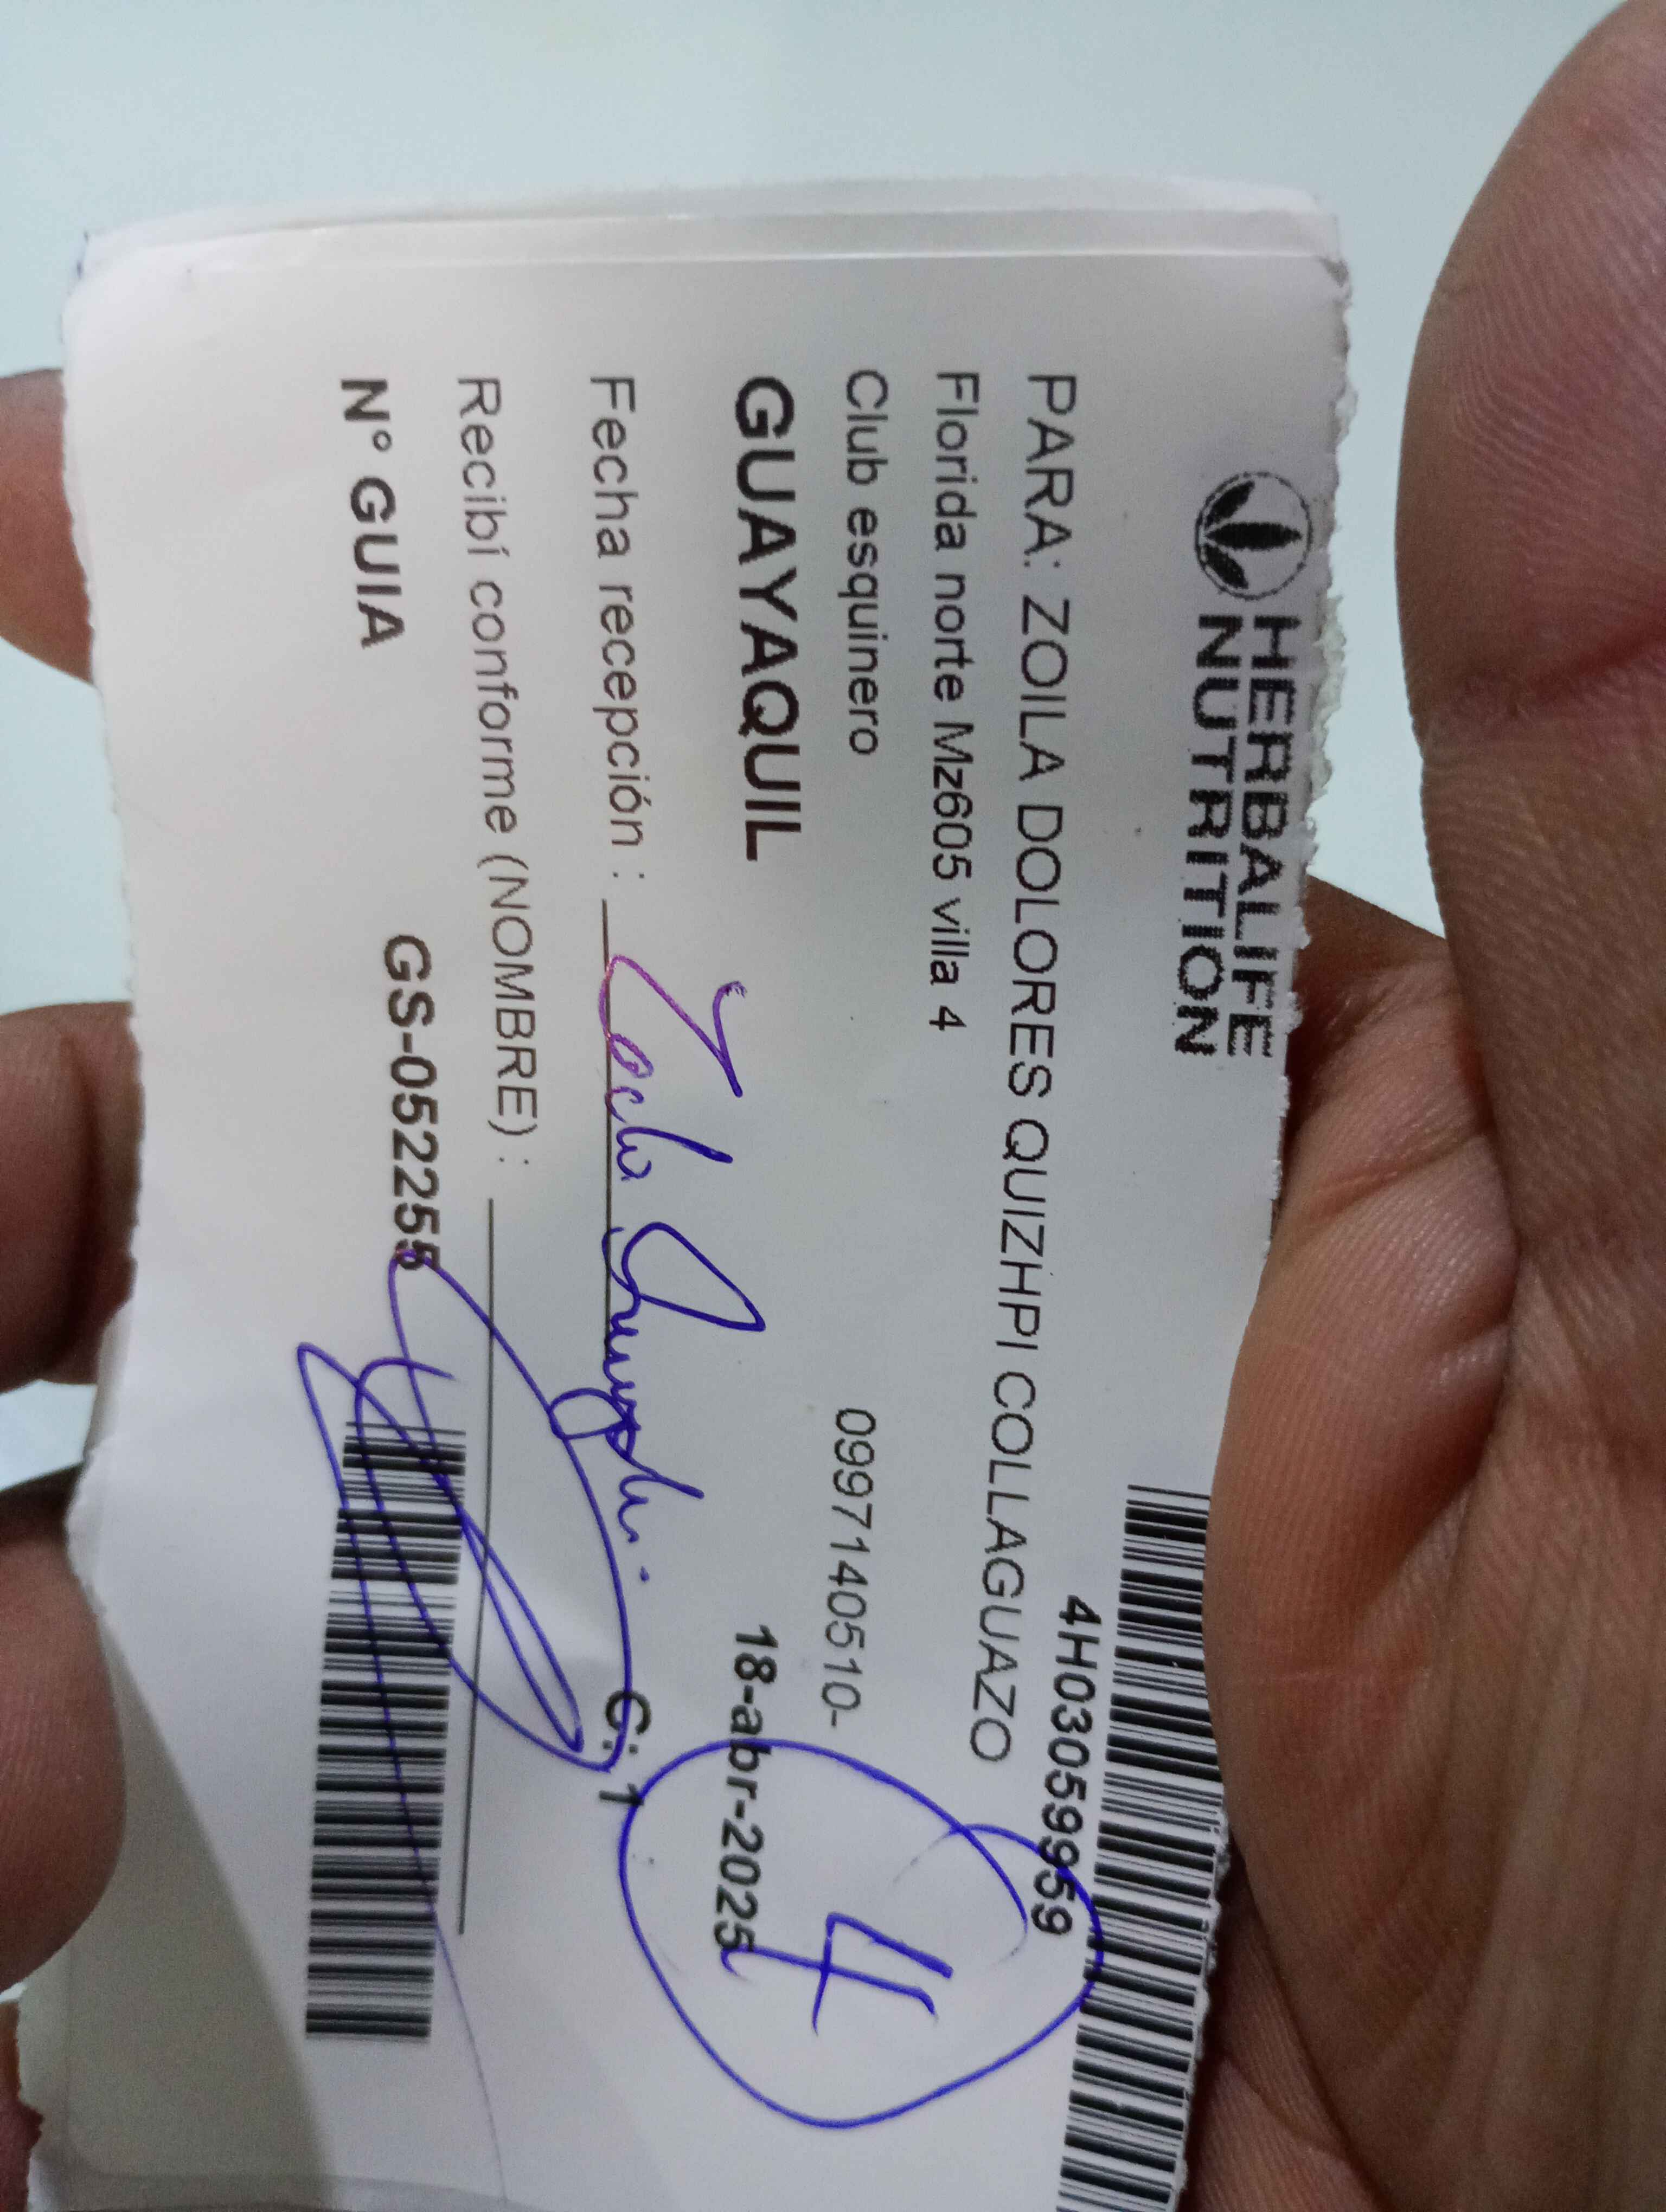 HERBALIFE
NUTRITION
4H03059959
PARA: ZOILA DOLORES QUIZHPI COLLAGUAZO
Florida norte Mz605 villa 4
Club esquinero 0997140510-
GUAYAQUIL 18-abr-2025
4
Fecha recepción :
C: 1
Recibí conforme (NOMBRE) :
N° GUIA GS-052255